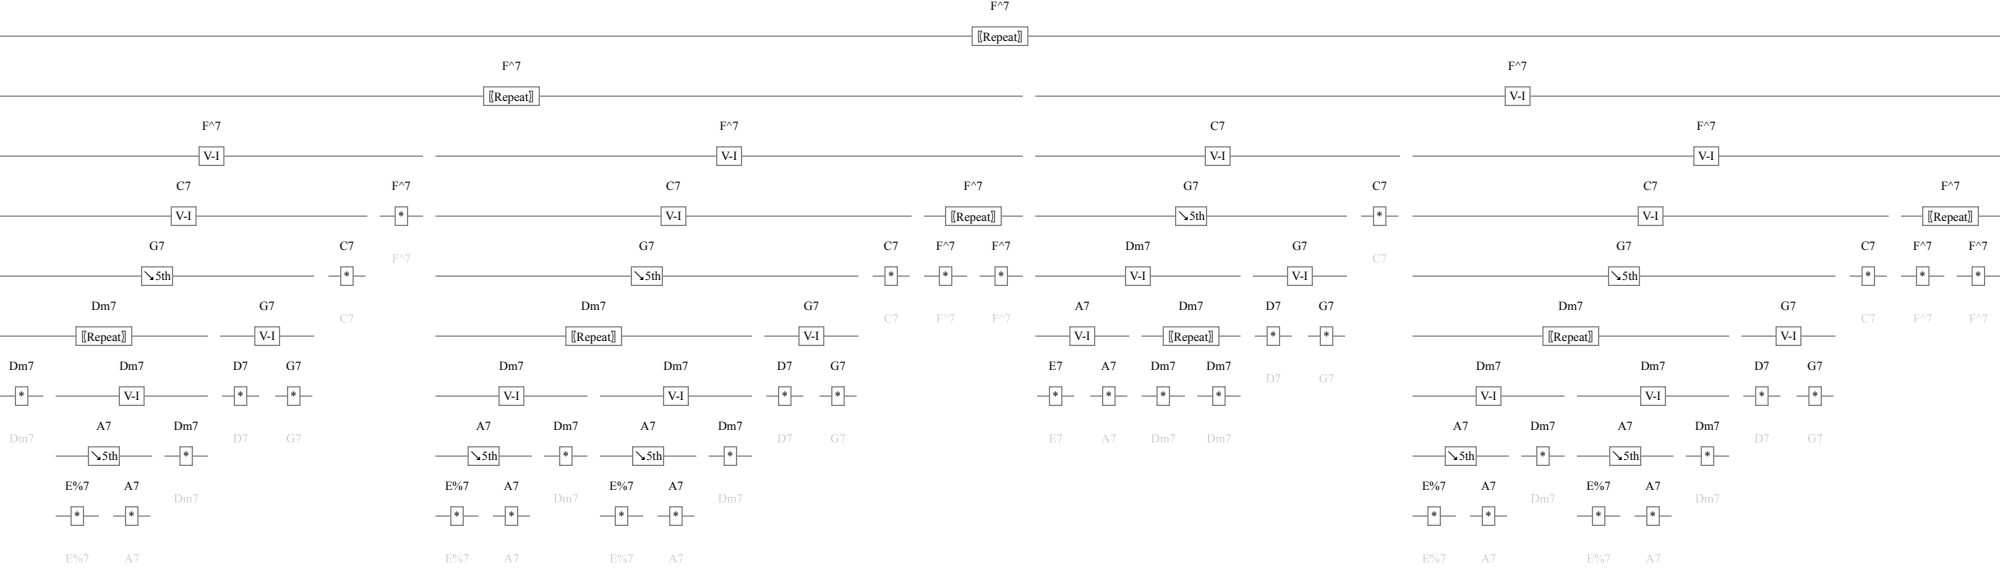 F^7
⟦Repeat⟧
F^7 F^7
⟦Repeat⟧ V-I
F^7 F^7 C7 F^7
V-I V-I V-I V-I
C7 F^7 C7 F^7 G7 C7 C7 F^7
V-I * V-I ⟦Repeat⟧ ↘5th * V-I ⟦Repeat⟧
G7 C7 F^7 G7 C7 F^7 F^7 Dm7 G7 C7 G7 C7 F^7 F^7
↘5th * ↘5th * * * V-I V-I ↘5th * * *
Dm7 G7 C7 Dm7 G7 C7 F^7 F^7 A7 Dm7 D7 G7 Dm7 G7 C7 F^7 F^7
⟦Repeat⟧ V-I ⟦Repeat⟧ V-I V-I ⟦Repeat⟧ * * ⟦Repeat⟧ V-I
Dm7 Dm7 D7 G7 Dm7 Dm7 D7 G7 E7 A7 Dm7 Dm7 D7 G7 Dm7 Dm7 D7 G7
* V-I * * V-I V-I * * * * * * V-I V-I * *
Dm7 A7 Dm7 D7 G7 A7 Dm7 A7 Dm7 D7 G7 E7 A7 Dm7 Dm7 A7 Dm7 A7 Dm7 D7 G7
↘5th * ↘5th * ↘5th * ↘5th * ↘5th *
E%7 A7 Dm7 E%7 A7 Dm7 E%7 A7 Dm7 E%7 A7 Dm7 E%7 A7 Dm7
* * * * * * * * * *
E%7 A7 E%7 A7 E%7 A7 E%7 A7 E%7 A7